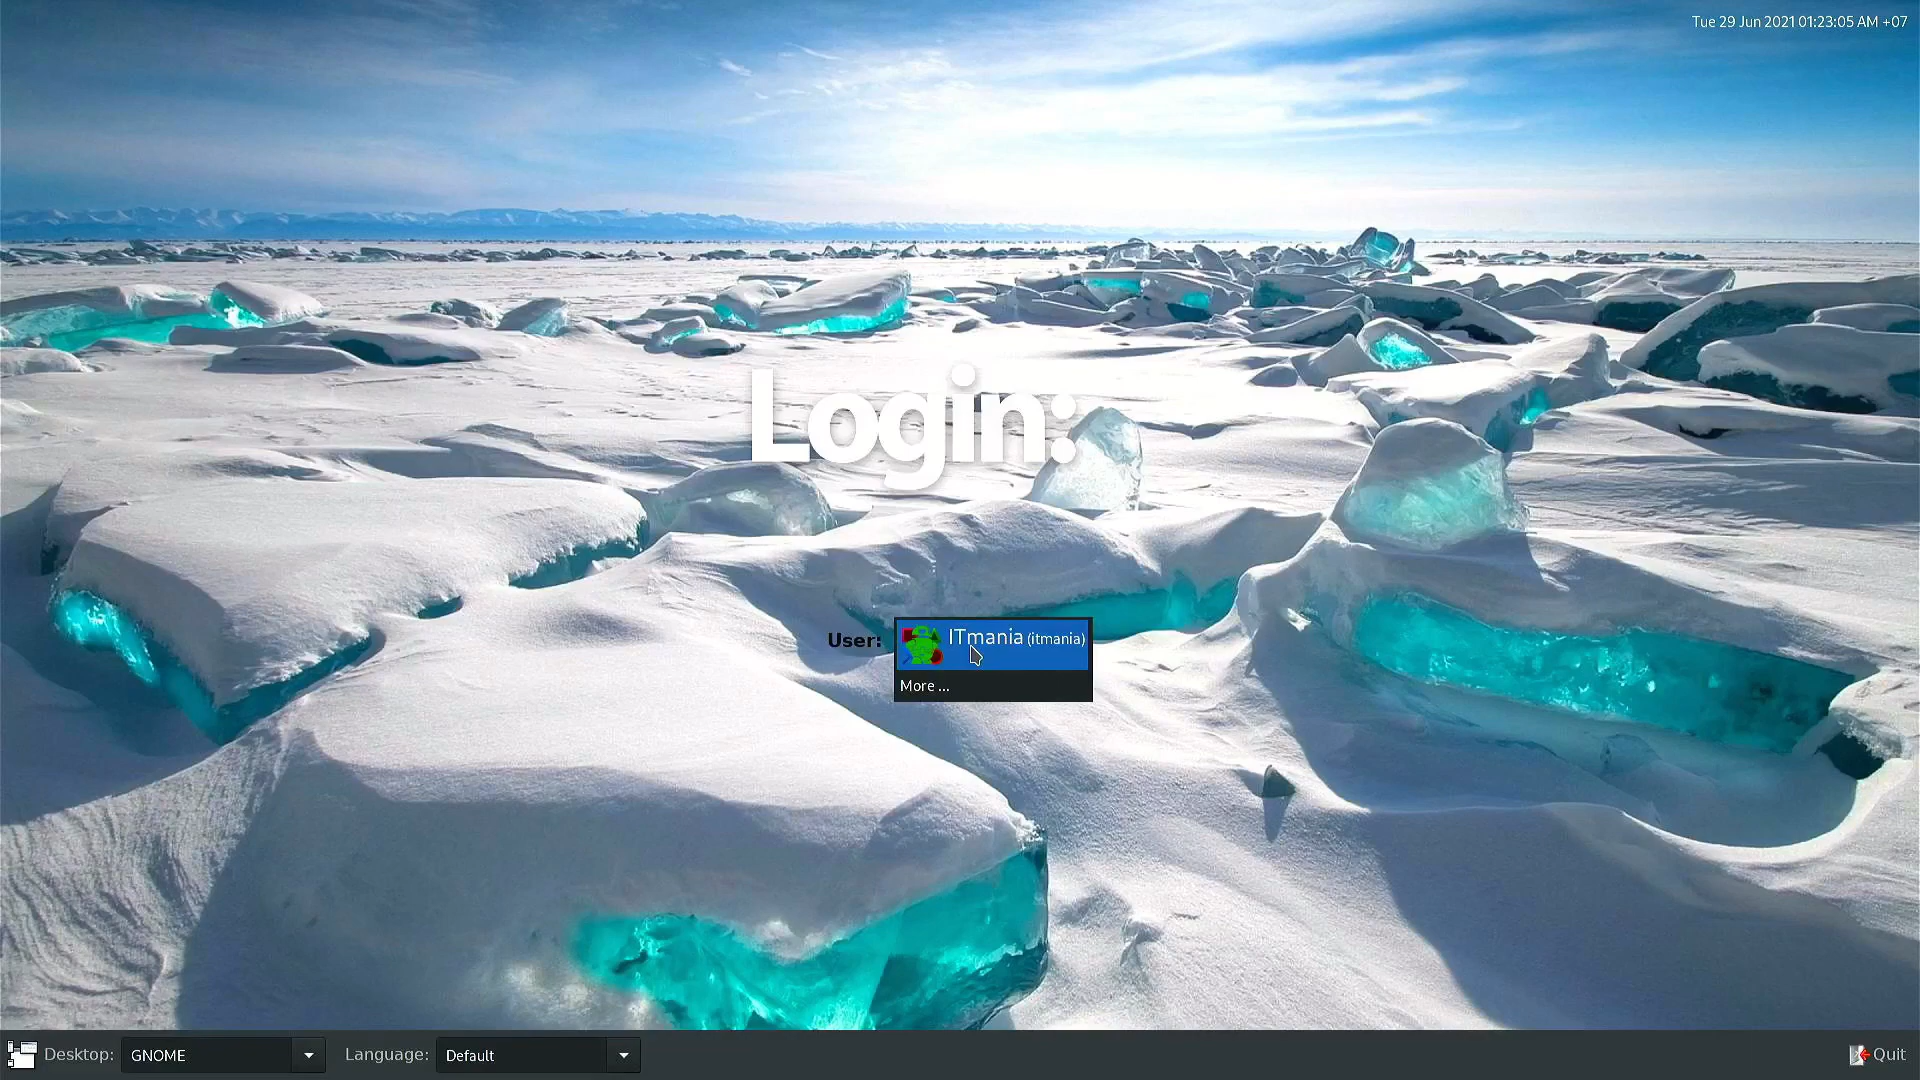 Tue 29 Jun 2021 01:23:05 AM +07
Login:
User:
ITmania (itmania)
More ...
Desktop: GNOME Language: Default Quit